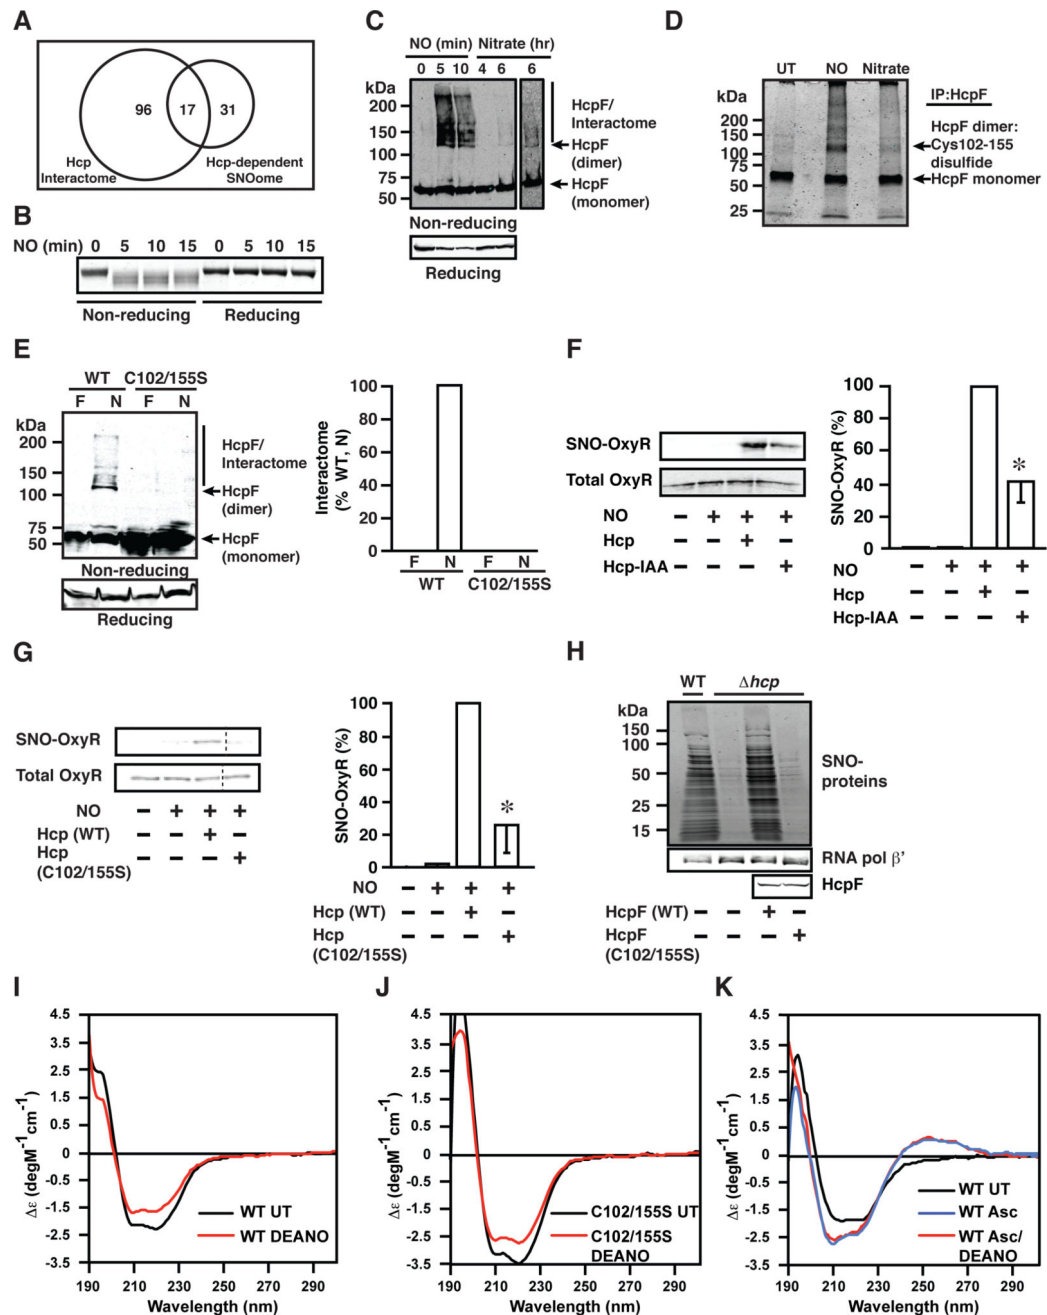 A
96
17
31
Hcp
Interactome
Hcp-dependent
SNOome
B
NO (min) 0 5 10 15 0 5 10 15
Non-reducing Reducing
C
NO (min) Nitrate (hr)
0 5 10 4 6 6
kDa
200
150
100
75
50
HcpF/
Interactome
HcpF
(dimer)
HcpF
(monomer)
Non-reducing
Reducing
D
UT NO Nitrate
kDa
200
150
100
75
50
25
IP:HcpF
HcpF dimer:
Cys102-155
disulfide
HcpF monomer
E
WT C102/155S
F N F N
kDa
200
150
100
75
50
HcpF/
Interactome
HcpF
(dimer)
HcpF
(monomer)
Non-reducing
Reducing
Interactome
(% WT, N)
100
80
60
40
20
0
F N F N
WT C102/155S
F
SNO-OxyR
Total OxyR
NO − + + +
Hcp − − + −
Hcp-IAA − − − +
SNO-OxyR (%)
100
80
60
40
20
0
*
NO − + + +
Hcp − − + −
Hcp-IAA − − − +
G
SNO-OxyR
Total OxyR
NO − + + +
Hcp (WT) − − + −
Hcp
(C102/155S) − − − +
SNO-OxyR (%)
100
80
60
40
20
0
*
NO − + + +
Hcp (WT) − − + −
Hcp
(C102/155S) − − − +
H
WT Δhcp
kDa
150
100
50
25
15
SNO-
proteins
RNA pol β'
HcpF
HcpF (WT) − − + −
HcpF
(C102/155S) − − − +
I
Δε (degM⁻¹cm⁻¹)
4.5
3.5
2.5
1.5
0.5
0
-0.5
-1.5
-2.5
-3.5
WT UT
WT DEANO
190 210 230 250 270 290
Wavelength (nm)
J
Δε (degM⁻¹cm⁻¹)
4.5
3.5
2.5
1.5
0.5
0
-0.5
-1.5
-2.5
-3.5
C102/155S UT
C102/155S
DEANO
190 210 230 250 270 290
Wavelength (nm)
K
Δε (degM⁻¹cm⁻¹)
4.5
3.5
2.5
1.5
0.5
0
-0.5
-1.5
-2.5
-3.5
WT UT
WT Asc
WT Asc/
DEANO
190 210 230 250 270 290
Wavelength (nm)